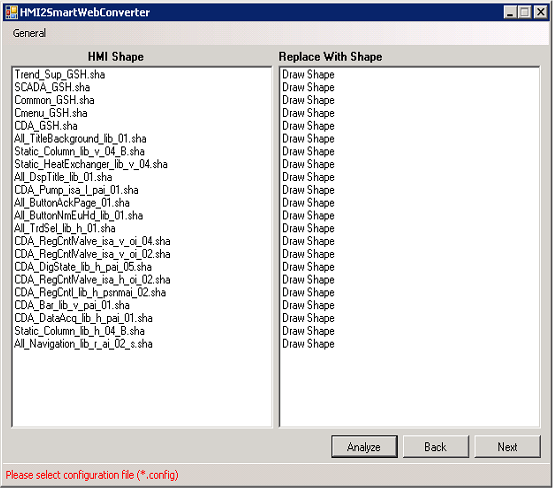 HMI2SmartWebConverter
General
HMI Shape Replace With Shape
Trend_Sup_GSH.sha Draw Shape
SCADA_GSH.sha Draw Shape
Common_GSH.sha Draw Shape
Cmenu_GSH.sha Draw Shape
CDA_GSH.sha Draw Shape
All_TitleBackground_lib_01.sha Draw Shape
Static_Column_lib_v_04_B.sha Draw Shape
Static_HeatExchanger_lib_v_04.sha Draw Shape
All_DspTitle_lib_01.sha Draw Shape
CDA_Pump_isa_l_pai_01.sha Draw Shape
All_ButtonAckPage_01.sha Draw Shape
All_ButtonNmEuHd_lib_01.sha Draw Shape
All_TrdSel_lib_h_01.sha Draw Shape
CDA_RegCntlValve_isa_v_oi_04.sha Draw Shape
CDA_RegCntlValve_isa_v_oi_02.sha Draw Shape
CDA_DigState_lib_h_pai_05.sha Draw Shape
CDA_RegCntlValve_isa_h_oi_02.sha Draw Shape
CDA_RegCntl_lib_h_psnmai_02.sha Draw Shape
CDA_Bar_lib_v_pai_01.sha Draw Shape
CDA_DataAcq_lib_h_pai_01.sha Draw Shape
Static_Column_lib_h_04_B.sha Draw Shape
All_Navigation_lib_r_ai_02_s.sha Draw Shape
Analyze Back Next
Please select configuration file (*.config)